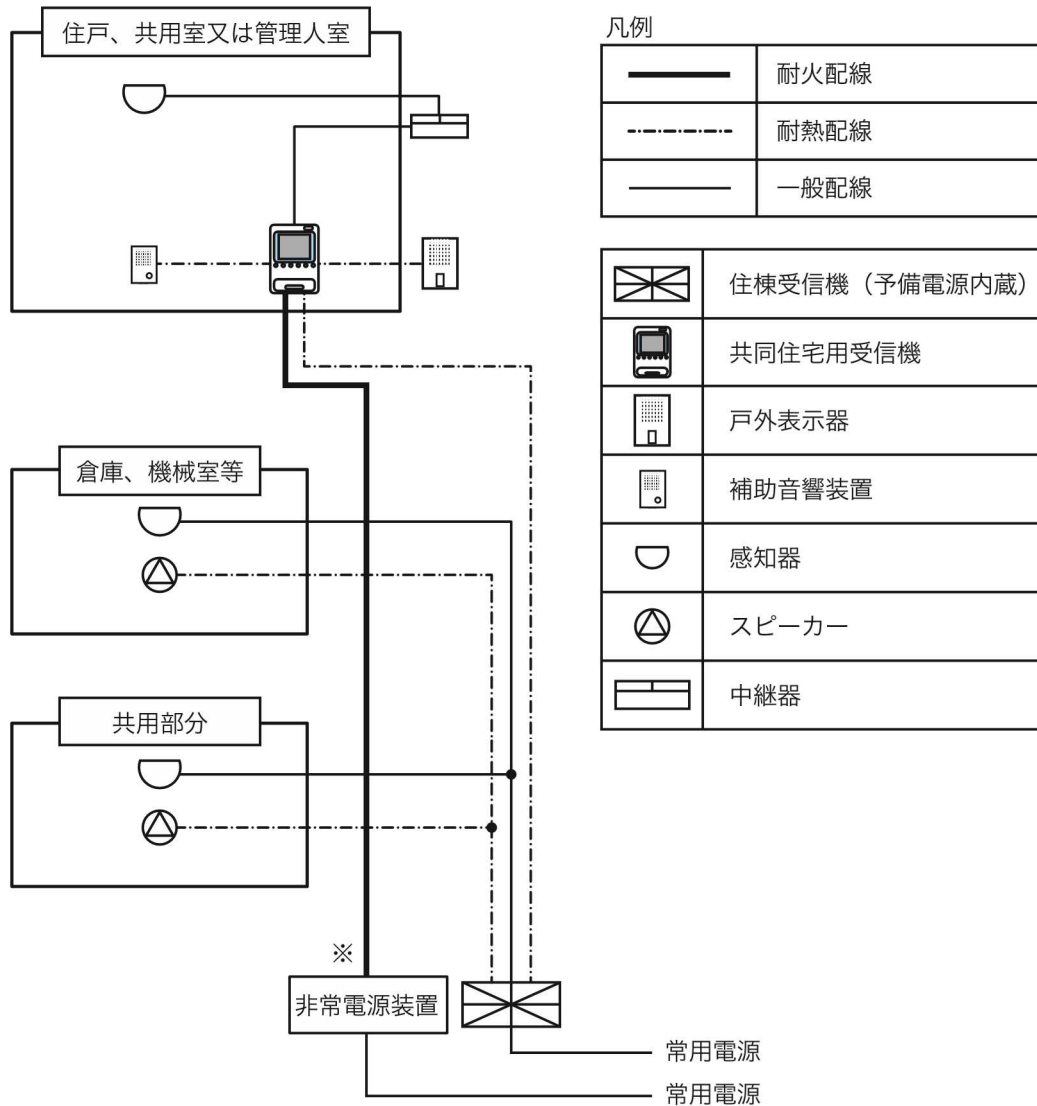 住戸、共用室又は管理人室
倉庫、機械室等
共用部分
※
非常電源装置
常用電源
常用電源
凡例
耐火配線
耐熱配線
一般配線
住棟受信機（予備電源内蔵）
共同住宅用受信機
戸外表示器
補助音響装置
感知器
スピーカー
中継器